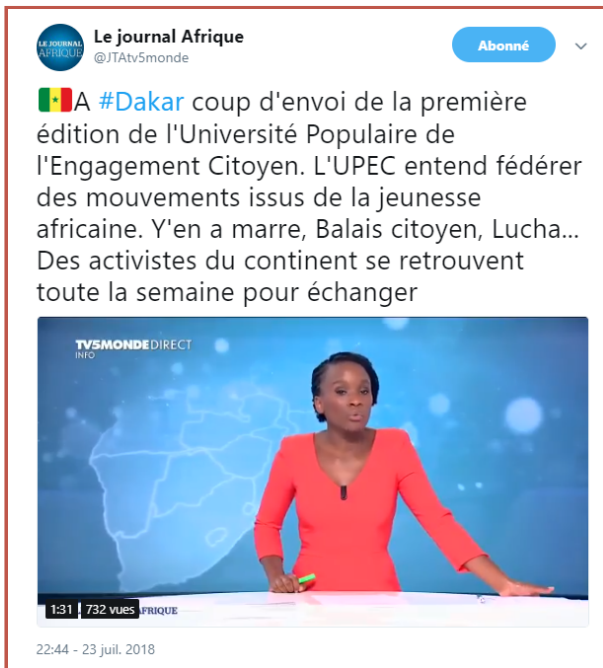 LE JOURNAL
AFRIQUE
Le journal Afrique
@JTAtv5monde
Abonné
A #Dakar coup d'envoi de la première
édition de l'Université Populaire de
l'Engagement Citoyen. L'UPEC entend fédérer
des mouvements issus de la jeunesse
africaine. Y'en a marre, Balais citoyen, Lucha...
Des activistes du continent se retrouvent
toute la semaine pour échanger
TV5MONDE DIRECT
INFO
1:31 732 vues AFRIQUE
22:44 - 23 juil. 2018